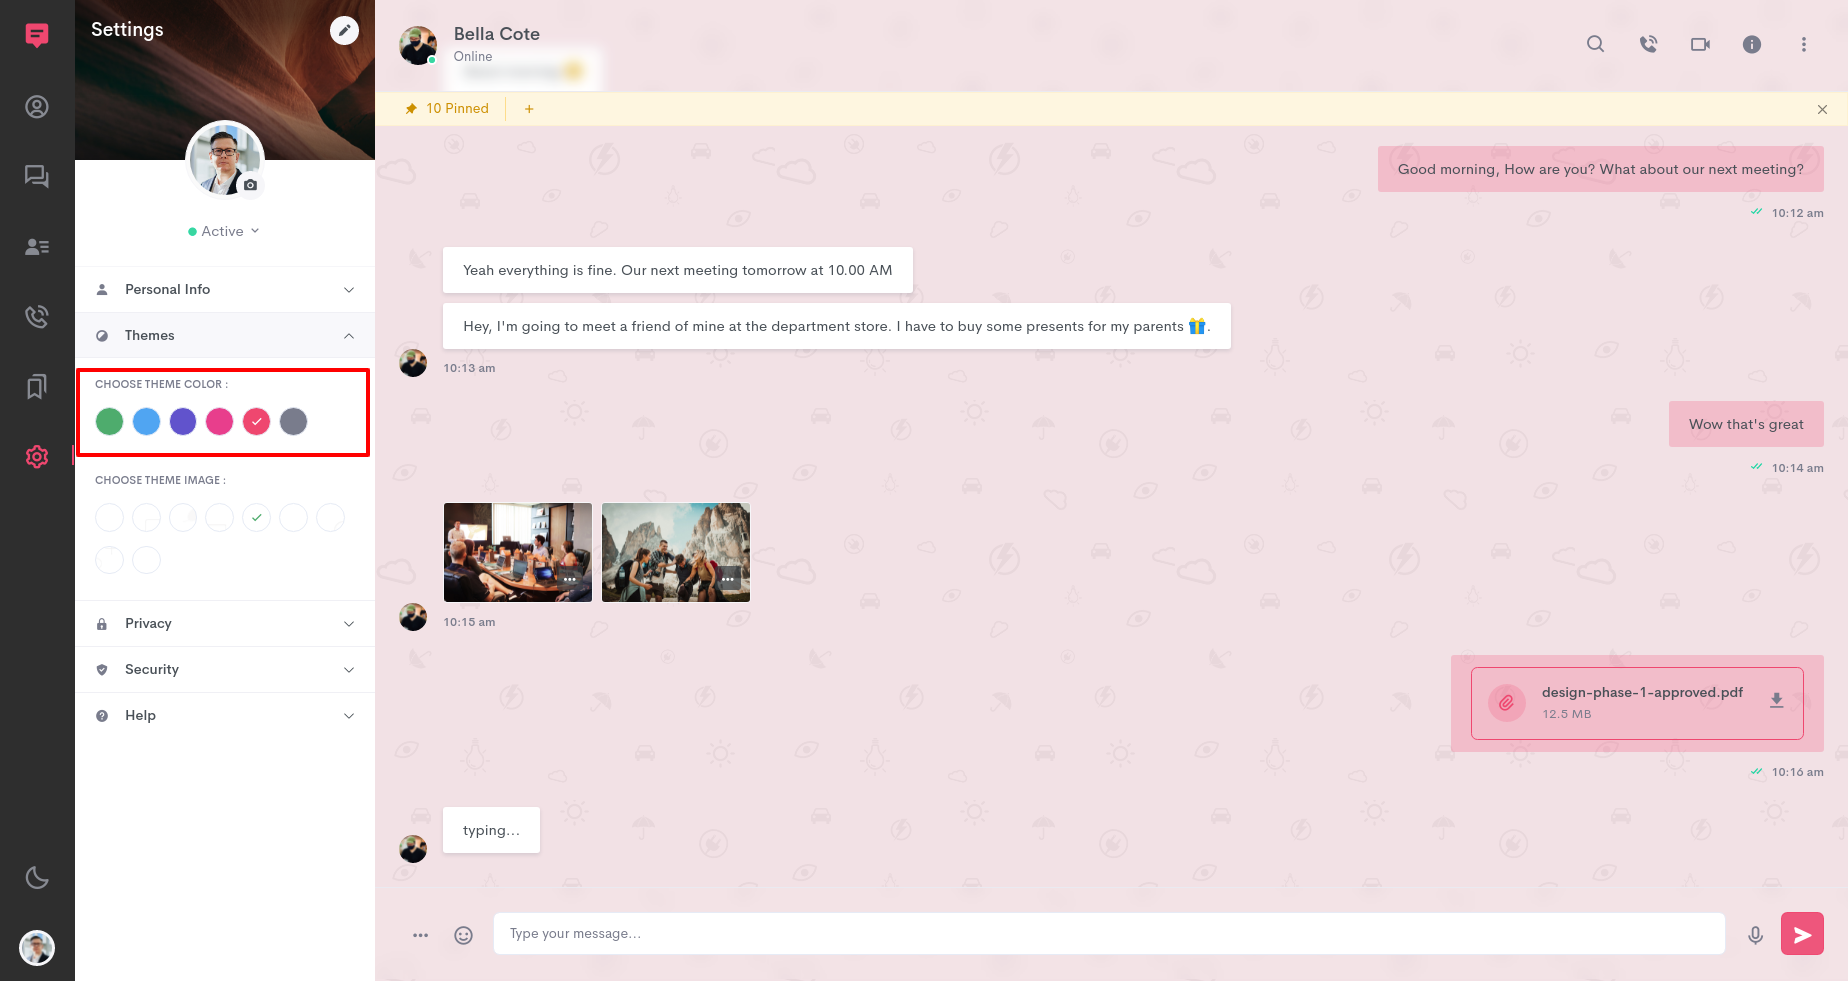 Settings
Active
Personal Info
Themes
CHOOSE THEME COLOR :
CHOOSE THEME IMAGE :
Privacy
Security
Help
Bella Cote
Online
10 Pinned
+
Good morning, How are you? What about our next meeting?
10:12 am
Yeah everything is fine. Our next meeting tomorrow at 10.00 AM
Hey, I'm going to meet a friend of mine at the department store. I have to buy some presents for my parents 🎁.
10:13 am
Wow that's great
10:14 am
10:15 am
design-phase-1-approved.pdf
12.5 MB
10:16 am
typing...
Type your message...